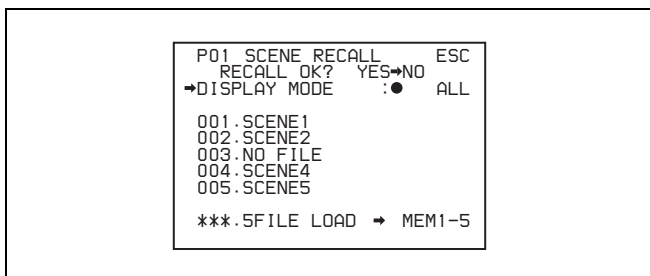 P01 SCENE RECALL ESC
RECALL OK? YES➡NO
➡DISPLAY MODE :● ALL
001.SCENE1
002.SCENE2
003.NO FILE
004.SCENE4
005.SCENE5
***.5FILE LOAD ➡ MEM1-5